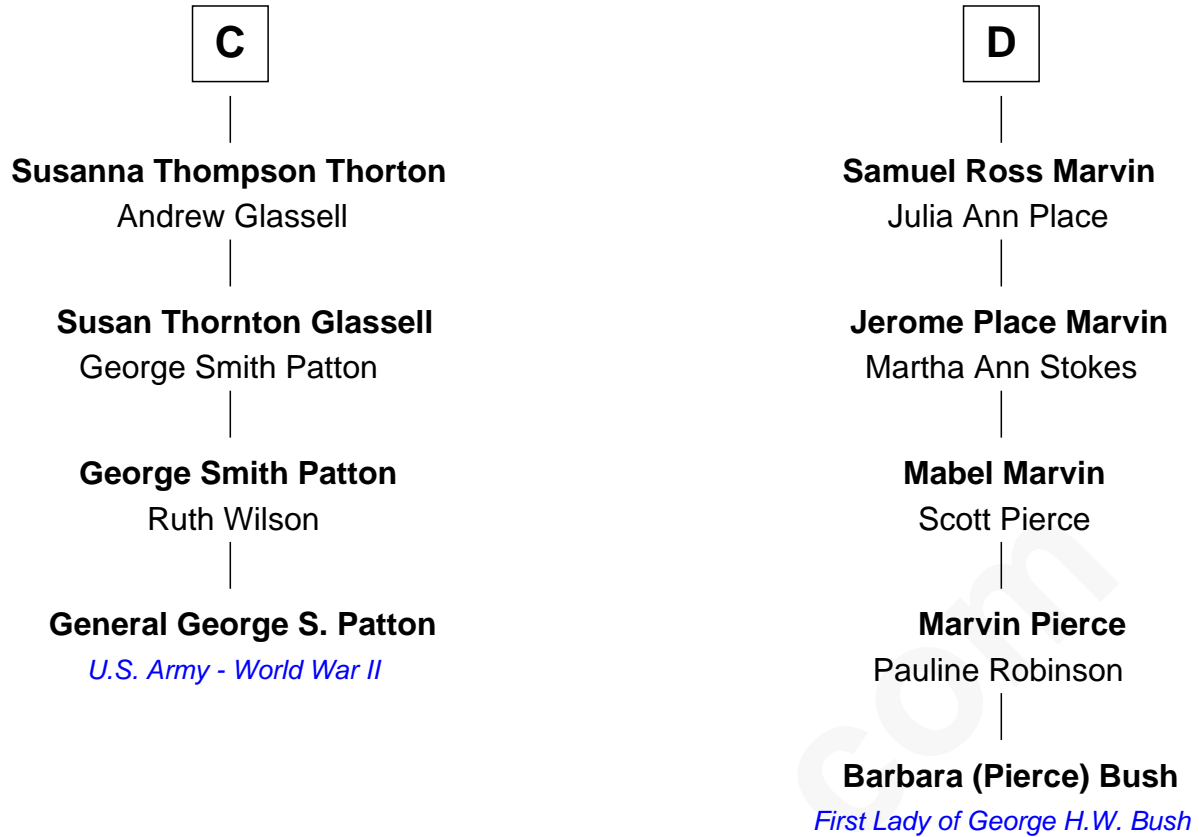 C
Susanna Thompson Thorton
Andrew Glassell
Susan Thornton Glassell
George Smith Patton
George Smith Patton
Ruth Wilson
General George S. Patton
U.S. Army - World War II
D
Samuel Ross Marvin
Julia Ann Place
Jerome Place Marvin
Martha Ann Stokes
Mabel Marvin
Scott Pierce
Marvin Pierce
Pauline Robinson
Barbara (Pierce) Bush
First Lady of George H.W. Bush
com